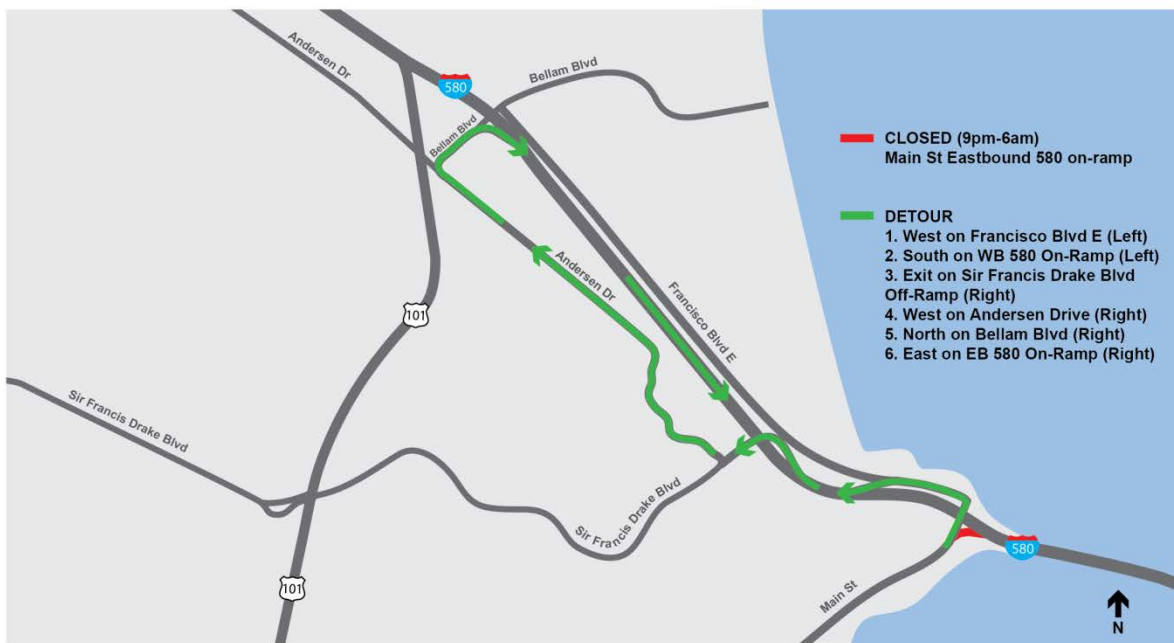 Andersen Dr
580
Bellam Blvd
Bellam Blvd
CLOSED (9pm-6am)
Main St Eastbound 580 on-ramp
DETOUR
1. West on Francisco Blvd E (Left)
2. South on WB 580 On-Ramp (Left)
3. Exit on Sir Francis Drake Blvd
Off-Ramp (Right)
4. West on Andersen Drive (Right)
5. North on Bellam Blvd (Right)
6. East on EB 580 On-Ramp (Right)
Andersen Dr
Francisco Blvd E
101
Sir Francis Drake Blvd
Sir Francis Drake Blvd
580
101
Main St
N